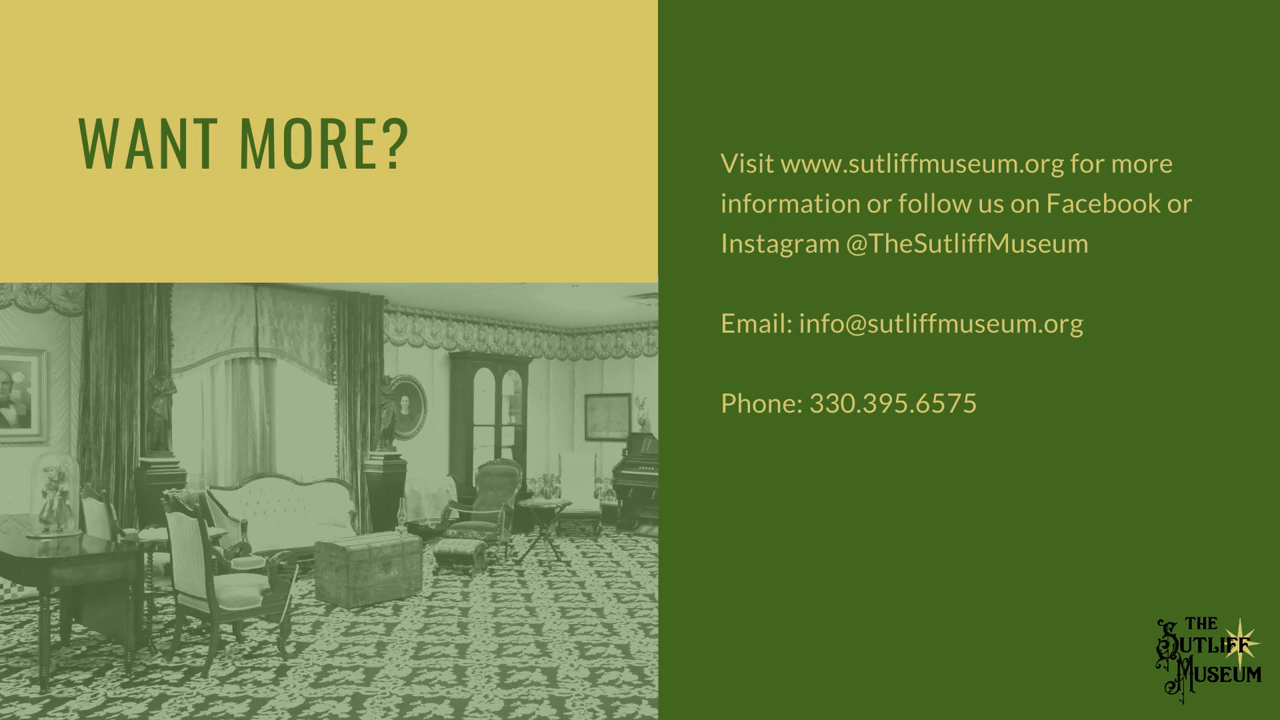 WANT MORE?
Visit www.sutliffmuseum.org for more
information or follow us on Facebook or
Instagram @TheSutliffMuseum
Email: info@sutliffmuseum.org
Phone: 330.395.6575
THE
SUTLIFF
MUSEUM